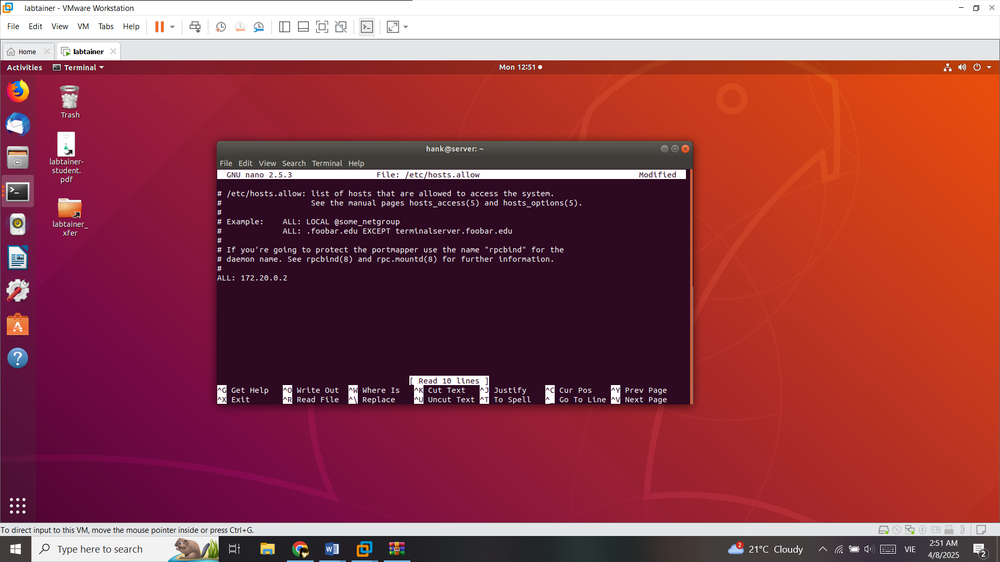 labtainer - VMware Workstation
File Edit View VM Tabs Help
Home labtainer
Activities Terminal Mon 12:51
Trash
labtainer-
student.
pdf
labtainer_
xfer
hank@server: ~
File Edit View Search Terminal Help
GNU nano 2.5.3 File: /etc/hosts.allow Modified
# /etc/hosts.allow: list of hosts that are allowed to access the system.
# See the manual pages hosts_access(5) and hosts_options(5).
#
# Example: ALL: LOCAL @some_netgroup
# ALL: .foobar.edu EXCEPT terminalserver.foobar.edu
#
# If you're going to protect the portmapper use the name "rpcbind" for the
# daemon name. See rpcbind(8) and rpc.mountd(8) for further information.
#
ALL: 172.20.0.2
[ Read 10 lines ]
^G Get Help ^O Write Out ^W Where Is ^K Cut Text ^J Justify ^C Cur Pos ^Y Prev Page
^X Exit ^R Read File ^\ Replace ^U Uncut Text ^T To Spell ^_ Go To Line ^V Next Page
To direct input to this VM, move the mouse pointer inside or press Ctrl+G.
Type here to search
2
21°C Cloudy
VIE
2:51 AM
4/8/2025
2